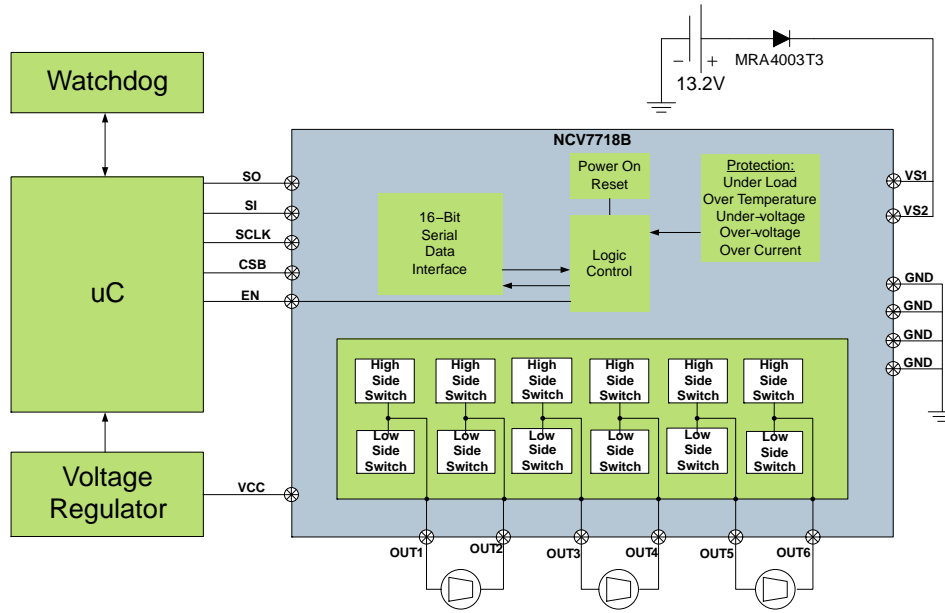 − +
13.2V
MRA4003T3
Watchdog
uC
Voltage
Regulator
SO
SI
SCLK
CSB
EN
VCC
NCV7718B
16−Bit
Serial
Data
Interface
Power On
Reset
Logic
Control
Protection:
Under Load
Over Temperature
Under−voltage
Over−voltage
Over Current
VS1
VS2
GND
GND
GND
GND
High
Side
Switch
High
Side
Switch
High
Side
Switch
High
Side
Switch
High
Side
Switch
High
Side
Switch
Low
Side
Switch
Low
Side
Switch
Low
Side
Switch
Low
Side
Switch
Low
Side
Switch
Low
Side
Switch
OUT1
OUT2
OUT3
OUT4
OUT5
OUT6